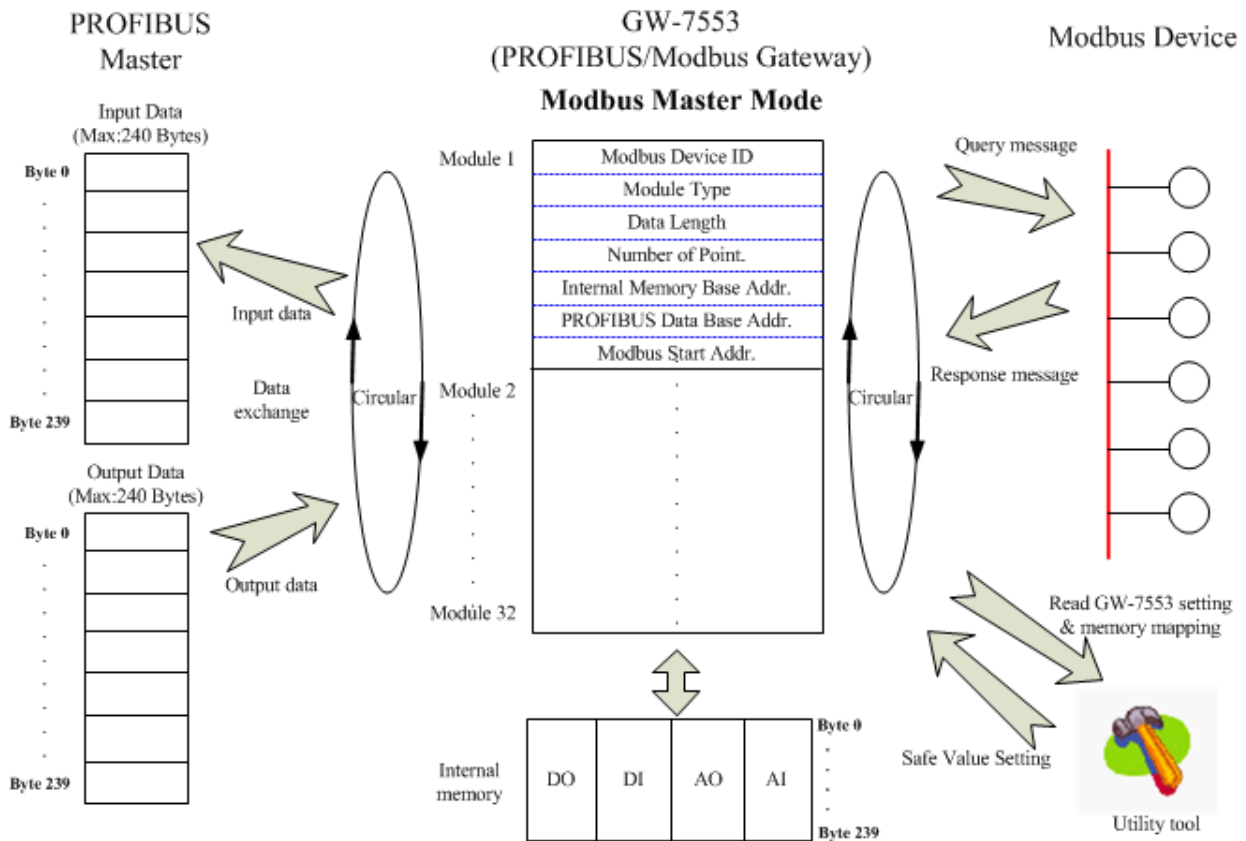 PROFIBUS
Master
GW-7553
(PROFIBUS/Modbus Gateway)
Modbus Master Mode
Modbus Device
Input Data
(Max:240 Bytes)
Byte 0
Byte 239
Input data
Data
exchange
Circular
Output Data
(Max:240 Bytes)
Byte 0
Byte 239
Output data
Module 1
Modbus Device ID
Module Type
Data Length
Number of Point.
Internal Memory Base Addr.
PROFIBUS Data Base Addr.
Modbus Start Addr.
Module 2
Module 32
Circular
Query message
Response message
Read GW-7553 setting
& memory mapping
Safe Value Setting
Utility tool
Internal
memory
DO
DI
AO
AI
Byte 0
Byte 239